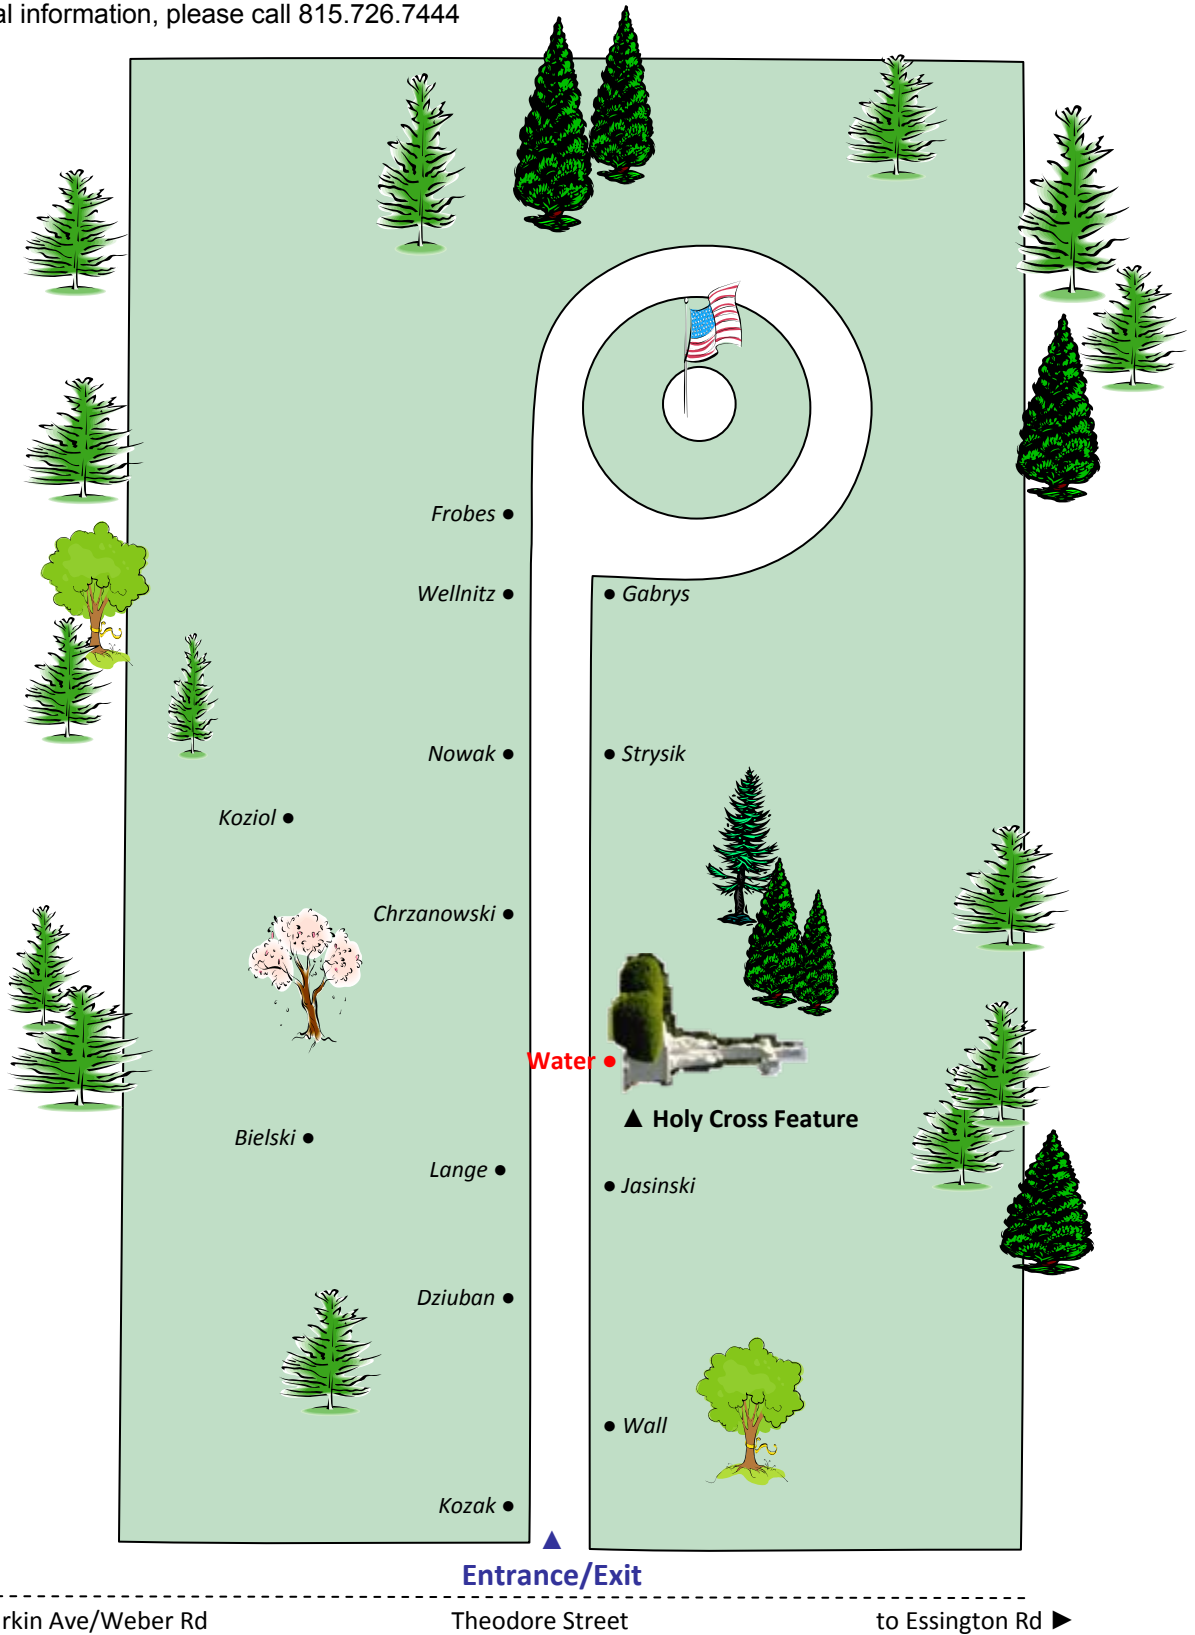 al information, please call 815.726.7444
Frobes
Wellnitz
Gabrys
Nowak
Strysik
Koziol
Chrzanowski
Water
Holy Cross Feature
Bielski
Lange
Jasinski
Dziuban
Wall
Kozak
Entrance/Exit
rkin Ave/Weber Rd
Theodore Street
to Essington Rd ►